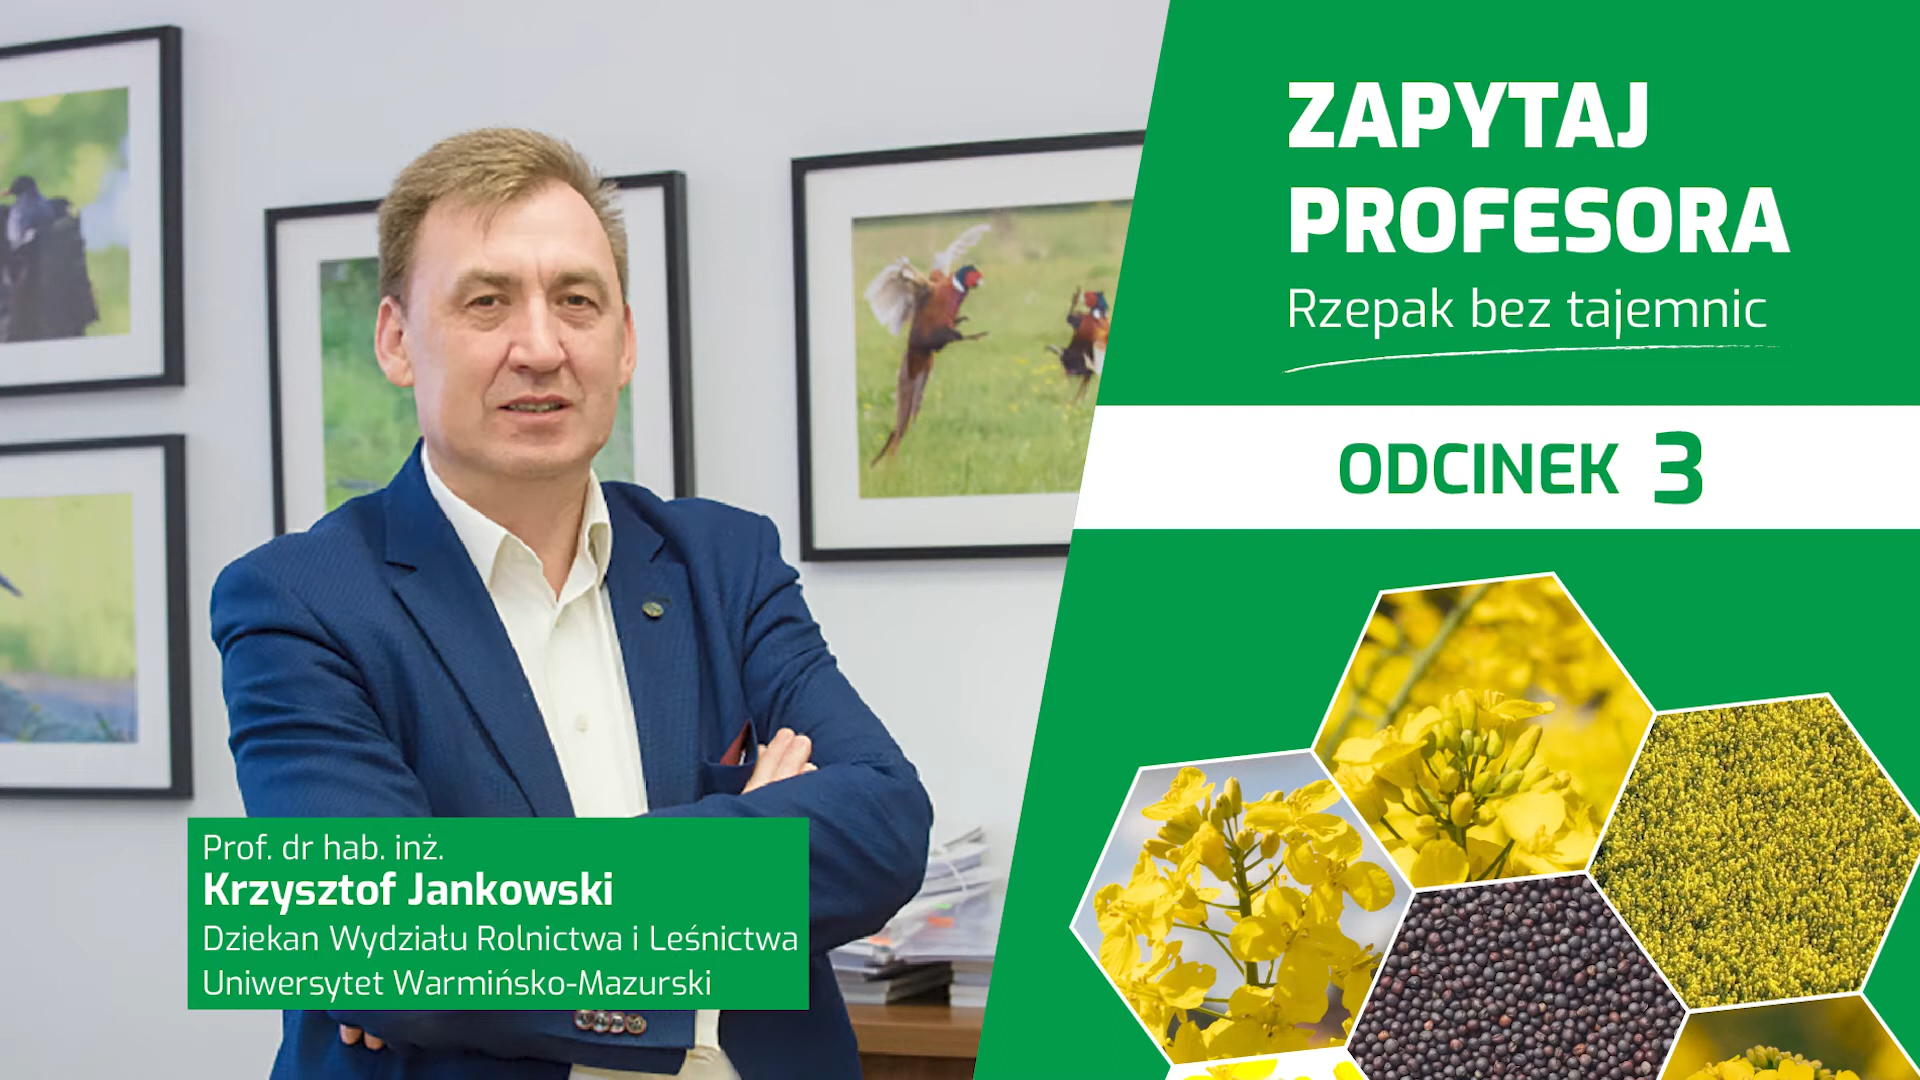 ZAPYTAJ
PROFESORA
Rzepak bez tajemnic
ODCINEK 3
Prof. dr hab. inż.
Krzysztof Jankowski
Dziekan Wydziału Rolnictwa i Leśnictwa
Uniwersytet Warmińsko-Mazurski